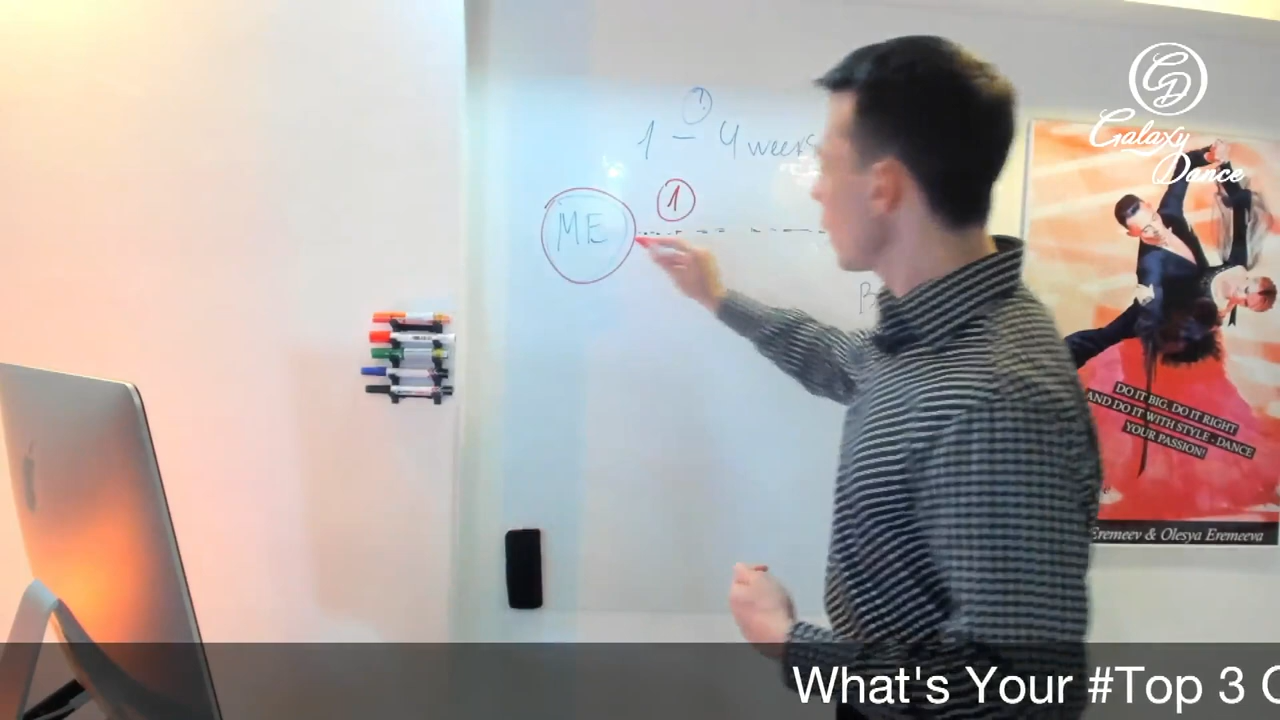 GD
Galaxy
Dance
1 - 4 weeks
1
ME
B
DO IT BIG, DO IT RIGHT
AND DO IT WITH STYLE - DANCE
YOUR PASSION!
Eremeev & Olesya Eremeeva
What's Your #Top 3